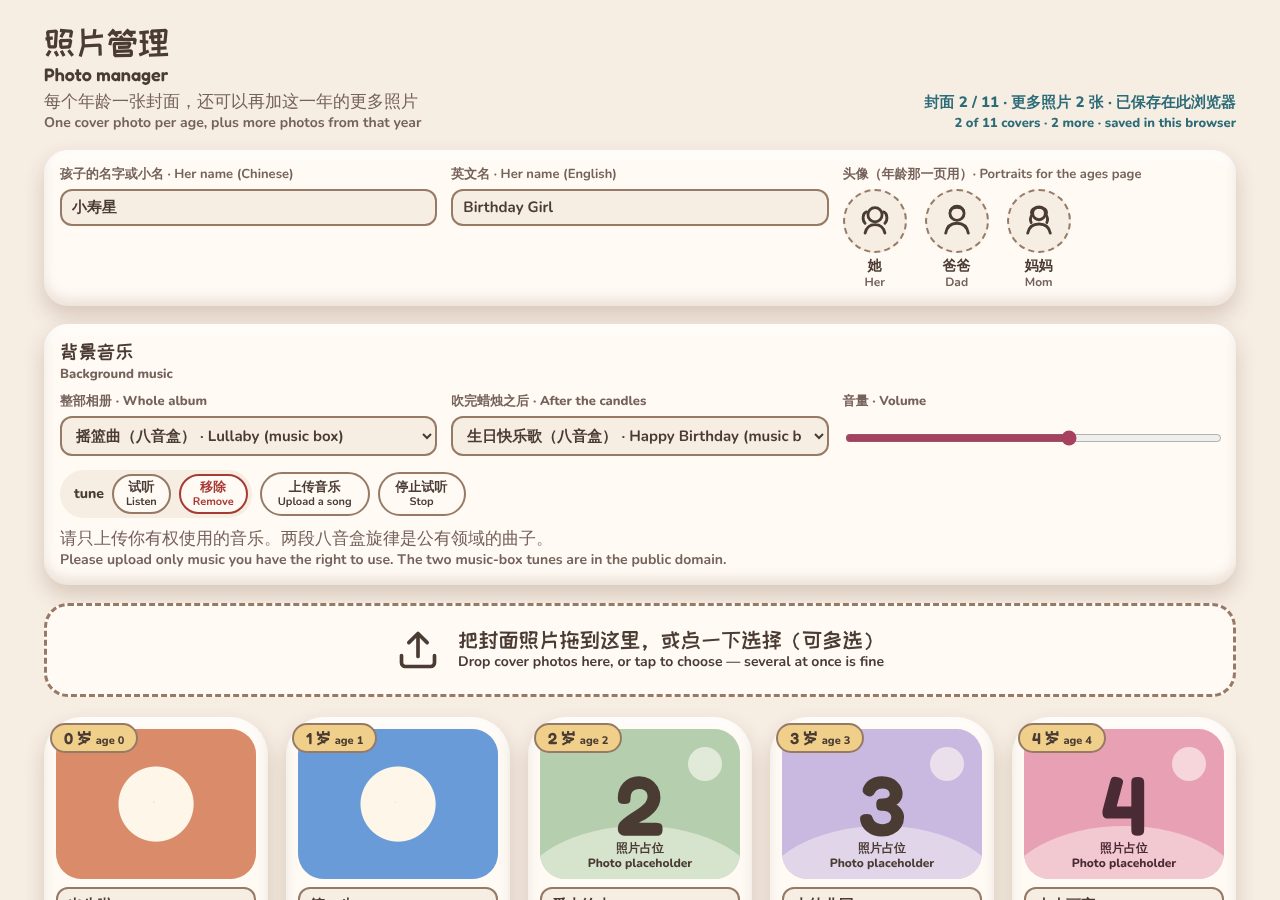 照片管理
Photo manager
每个年龄一张封面，还可以再加这一年的更多照片
One cover photo per age, plus more photos from that year
封面 2 / 11 · 更多照片 2 张 · 已保存在此浏览器
2 of 11 covers · 2 more · saved in this browser
孩子的名字或小名 · Her name (Chinese)
小寿星
英文名 · Her name (English)
Birthday Girl
头像（年龄那一页用）· Portraits for the ages page
她
Her
爸爸
Dad
妈妈
Mom
背景音乐
Background music
整部相册 · Whole album
摇篮曲（八音盒） · Lullaby (music box)
吹完蜡烛之后 · After the candles
生日快乐歌（八音盒） · Happy Birthday (music b
音量 · Volume
tune
试听
Listen
移除
Remove
上传音乐
Upload a song
停止试听
Stop
请只上传你有权使用的音乐。两段八音盒旋律是公有领域的曲子。
Please upload only music you have the right to use. The two music-box tunes are in the public domain.
把封面照片拖到这里，或点一下选择（可多选）
Drop cover photos here, or tap to choose — several at once is fine
0 岁 age 0
1 岁 age 1
2 岁 age 2
2
照片占位
Photo placeholder
3 岁 age 3
3
照片占位
Photo placeholder
4 岁 age 4
4
照片占位
Photo placeholder